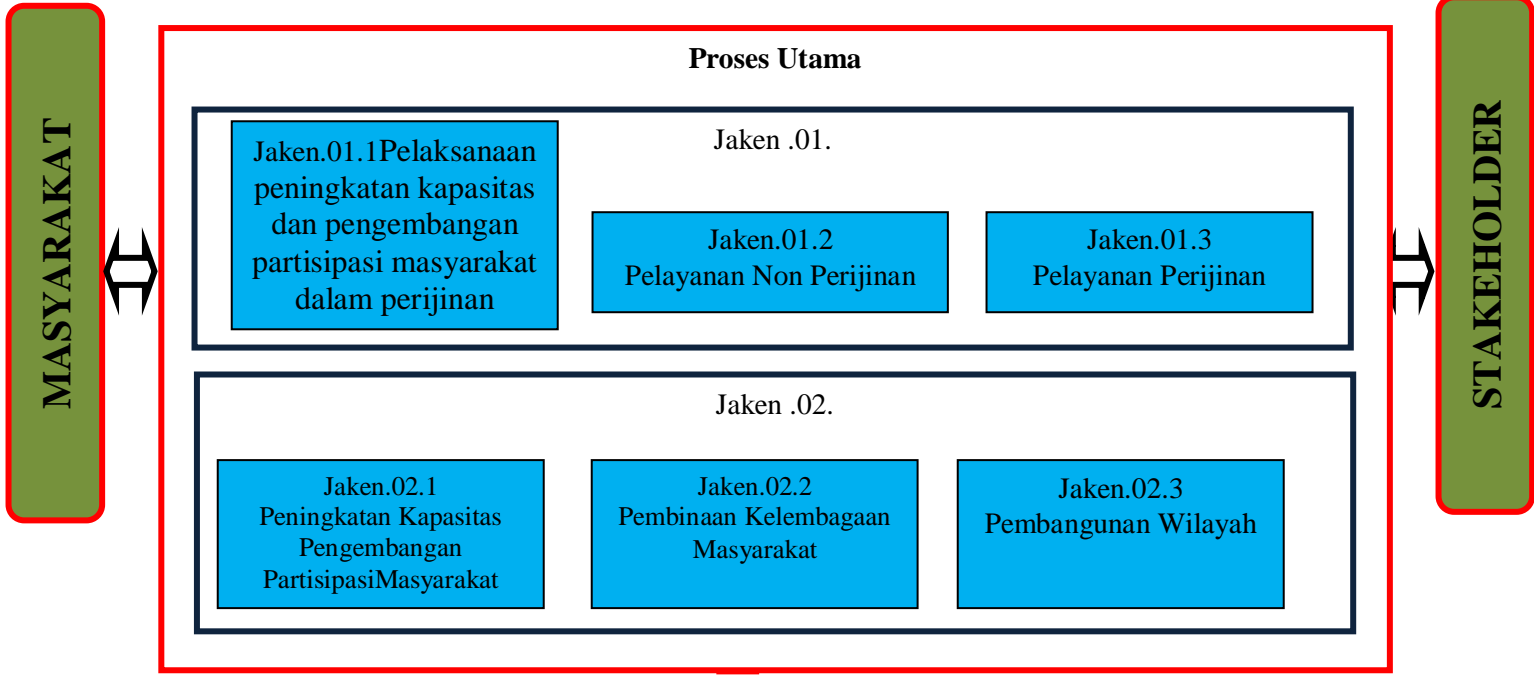 MASYARAKAT
Proses Utama
Jaken .01.
Jaken.01.1Pelaksanaan
peningkatan kapasitas
dan pengembangan
partisipasi masyarakat
dalam perijinan
Jaken.01.2
Pelayanan Non Perijinan
Jaken.01.3
Pelayanan Perijinan
Jaken .02.
Jaken.02.1
Peningkatan Kapasitas
Pengembangan
PartisipasiMasyarakat
Jaken.02.2
Pembinaan Kelembagaan
Masyarakat
Jaken.02.3
Pembangunan Wilayah
STAKEHOLDER